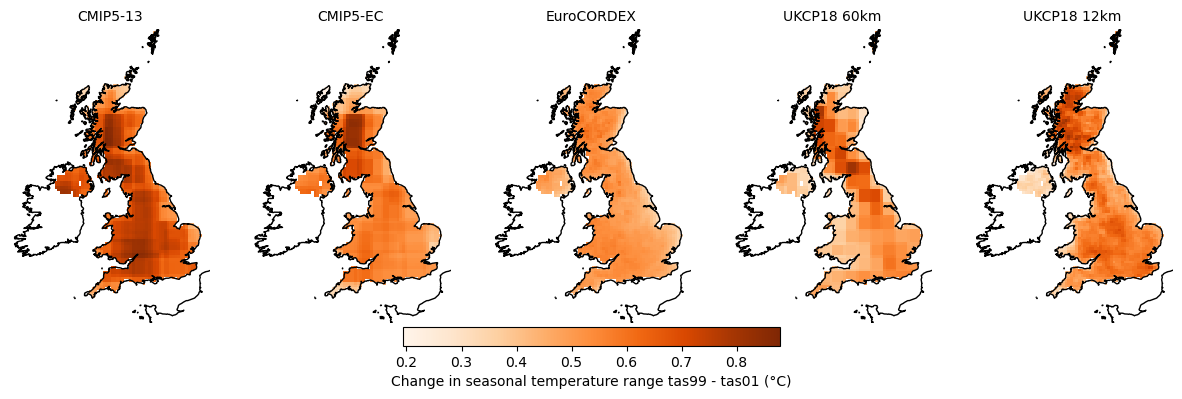 CMIP5-13
CMIP5-EC
EuroCORDEX
UKCP18 60km
UKCP18 12km
0.2 0.3 0.4 0.5 0.6 0.7 0.8
Change in seasonal temperature range tas99 - tas01 (°C)